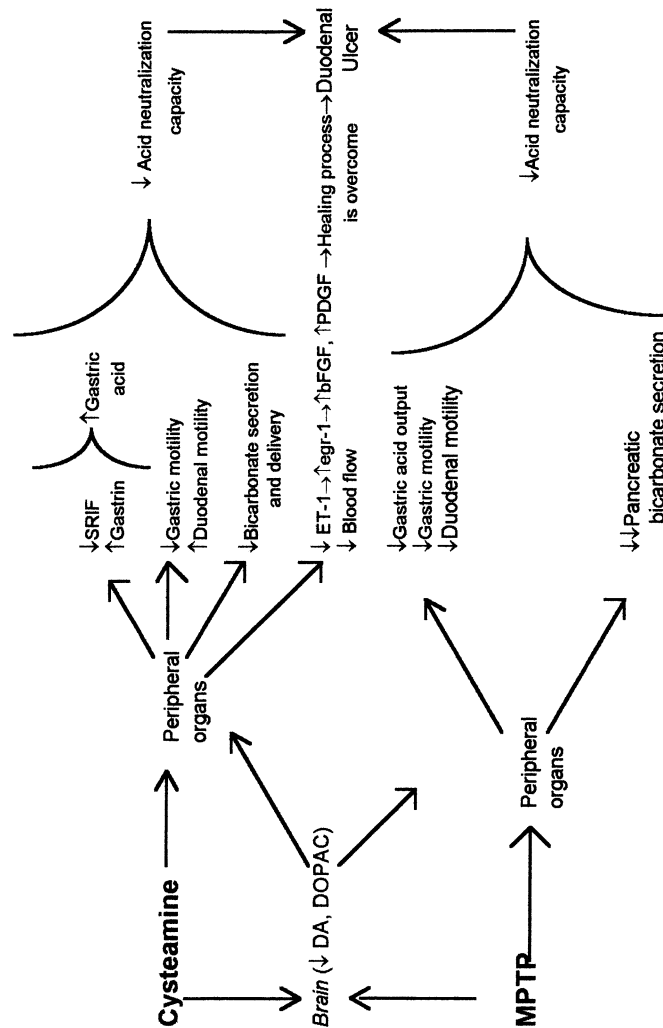 Cysteamine
Brain (↓ DA, DOPAC)
MPTP
Peripheral
organs
Peripheral
organs
↓SRIF
↑Gastrin
↑Gastric
acid
↓Gastric motility
↑Duodenal motility
↓Bicarbonate secretion
and delivery
↓ Acid neutralization
capacity
↓ ET-1→↑egr-1→↑bFGF, ↑PDGF →Healing process→Duodenal
↓ Blood flow is overcome Ulcer
↓Gastric acid output
↓Gastric motility
↓Duodenal motility
↓↓Pancreatic
bicarbonate secretion
↓Acid neutralization
capacity